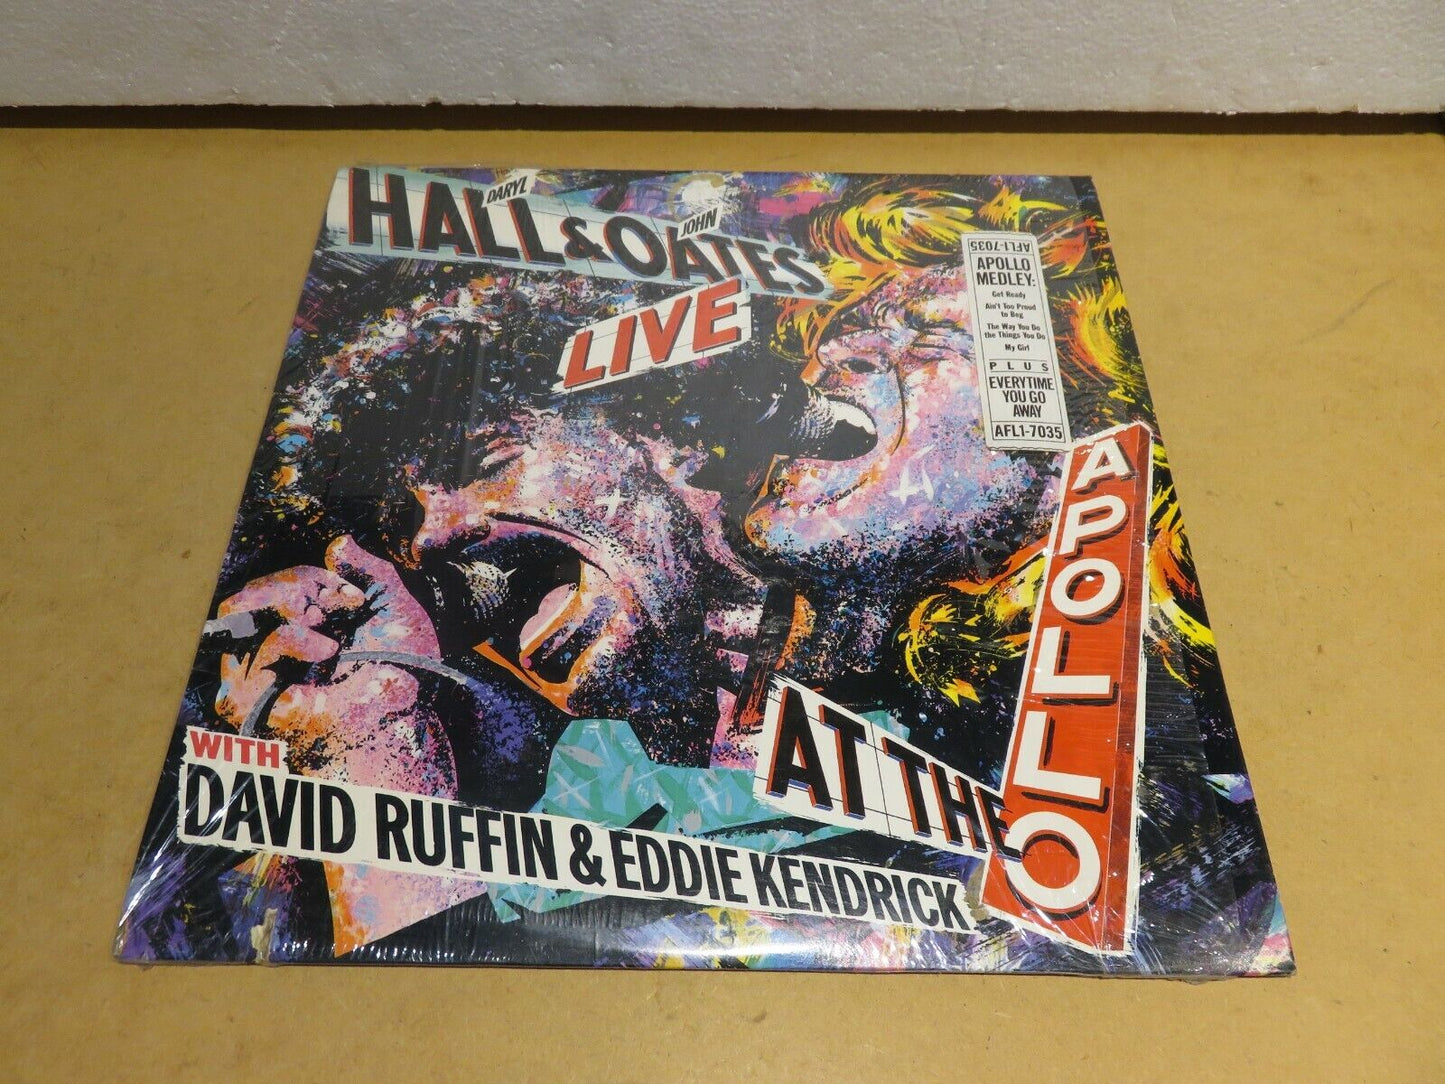 DARYL
HALL & OATES
JOHN
LIVE
AFL1-7035
APOLLO
MEDLEY:
Get Ready
Ain't Too Proud
to Beg
The Way You Do
the Things You Do
My Girl
PLUS
EVERYTIME
YOU GO
AWAY
AFL1-7035
AT THE
APOLLO
WITH
DAVID RUFFIN & EDDIE KENDRICK